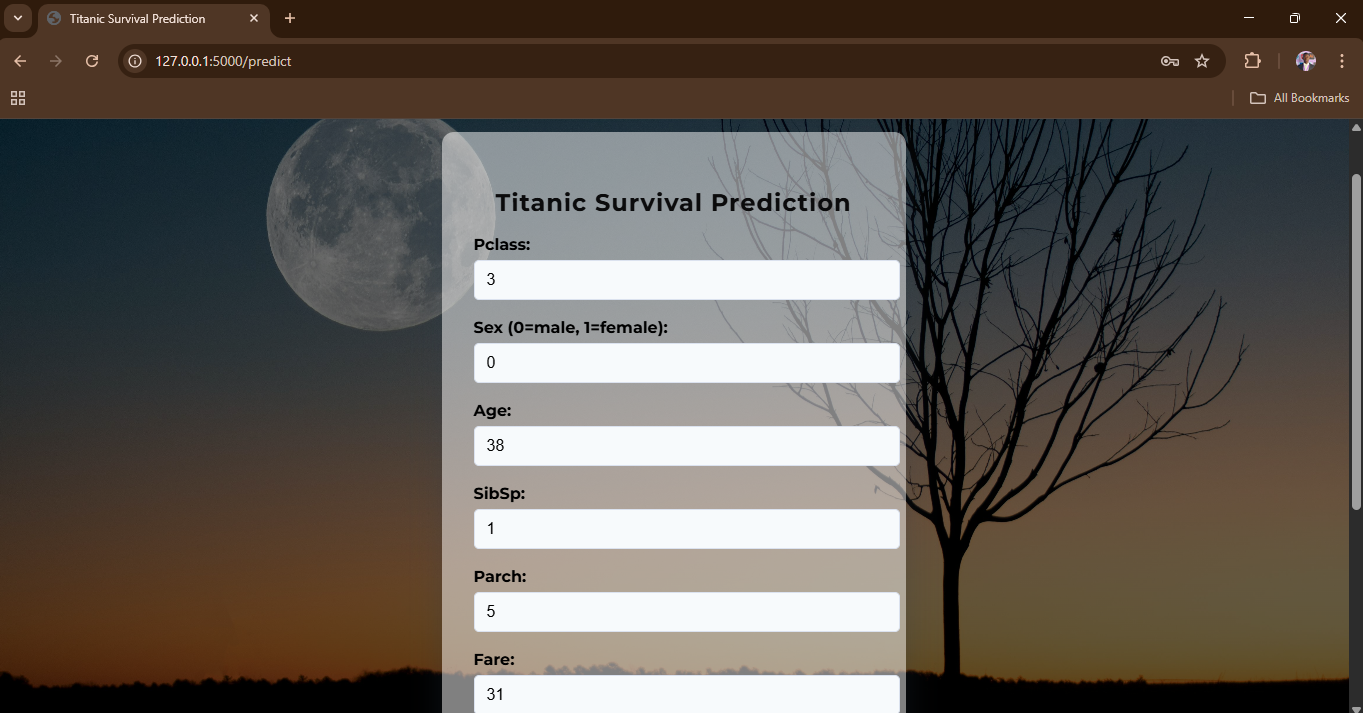 Titanic Survival Prediction
127.0.0.1:5000/predict
All Bookmarks
Titanic Survival Prediction
Pclass:
3
Sex (0=male, 1=female):
0
Age:
38
SibSp:
1
Parch:
5
Fare:
31